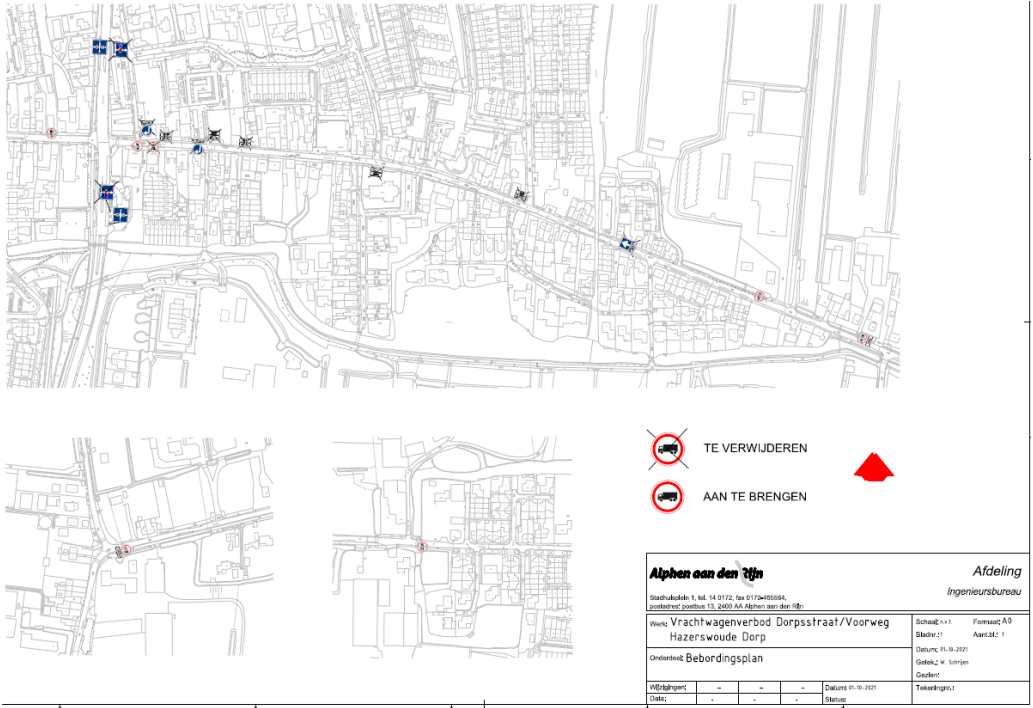 TE VERWIJDEREN
AAN TE BRENGEN
Alphen aan den Rijn
Afdeling
Ingenieursbureau
Stadhuisplein 1, tel. 14 0172, fax 0172-465564,
postadres: postbus 13, 2400 AA Alphen aan den Rijn
Werk: Vrachtwagenverbod Dorpsstraat/Voorweg
Hazerswoude Dorp
Schaal: n.v.t. Formaat: A0
Bladnr.: 1 Aant.bl.: 1
Datum: 01-10-2021
Onderdeel: Bebordingsplan
Getek.: W. Schrijen
Gezien:
Wijzigingen: - - - Datum: 01-10-2021 Tekeningnr.:
Data: - - - Status: